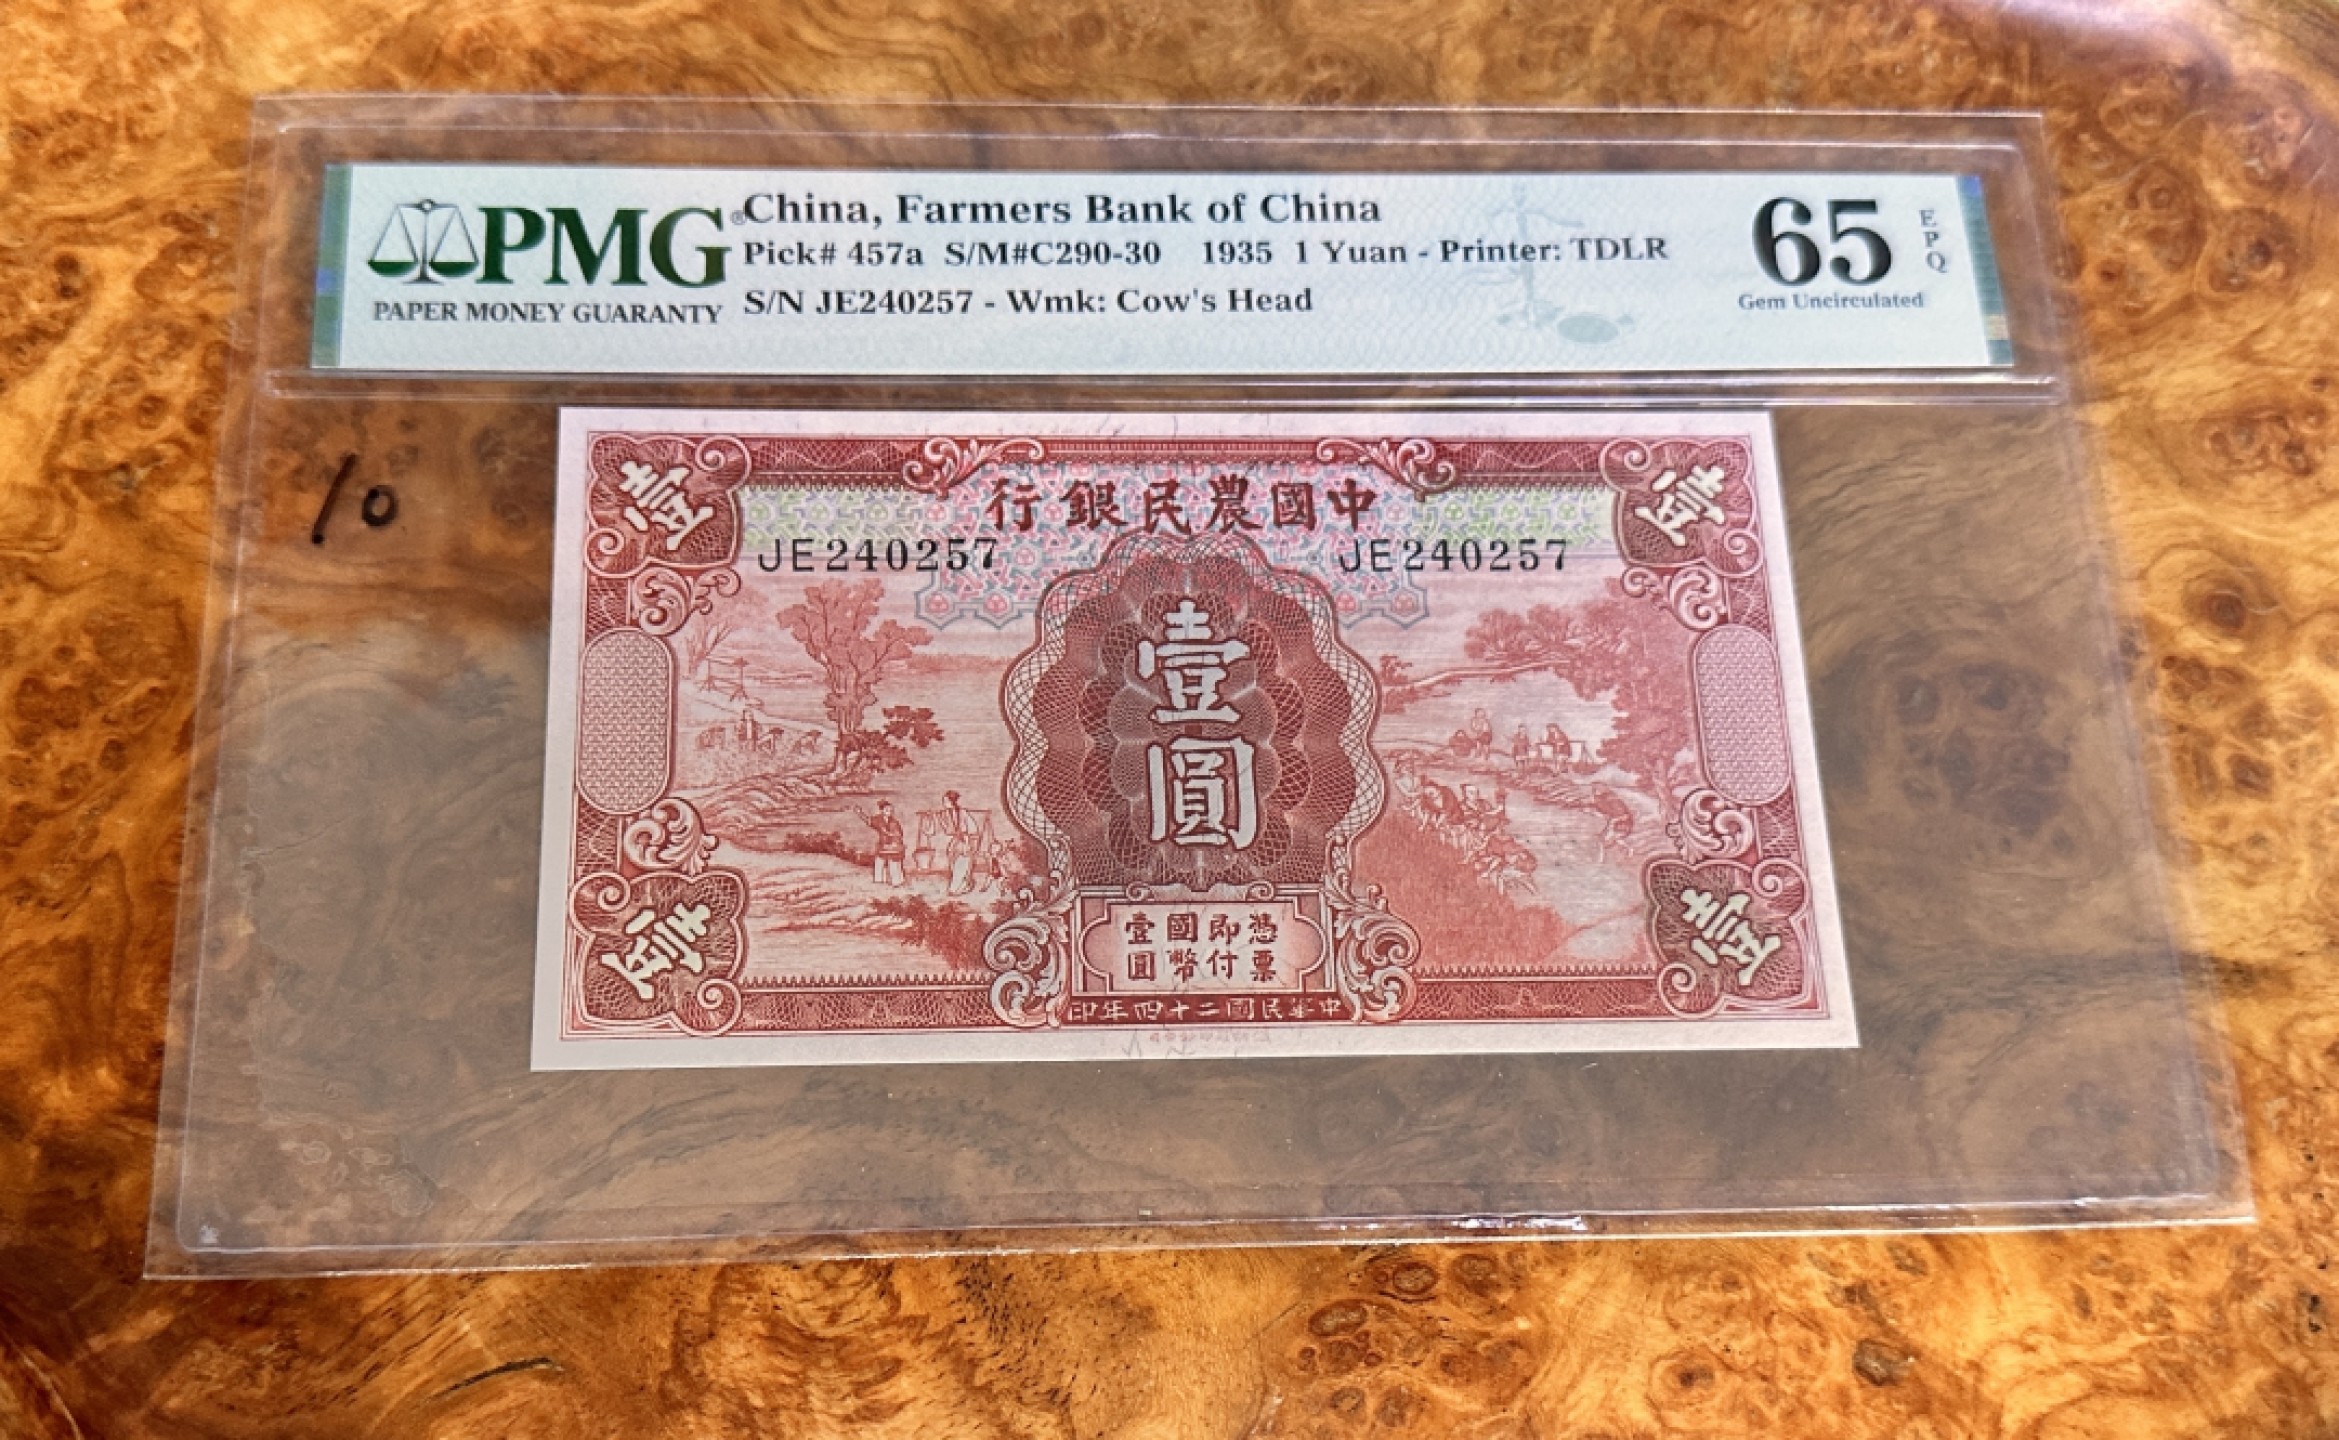 PMG®
PAPER MONEY GUARANTY
China, Farmers Bank of China
Pick# 457a S/M#C290-30 1935 1 Yuan - Printer: TDLR
S/N JE240257 - Wmk: Cow's Head
65
EPQ
Gem Uncirculated
10
壹
壹
中國農民銀行
JE240257
JE240257
壹圓
壹
壹
憑票即付國幣壹圓
中華民國二十四年印